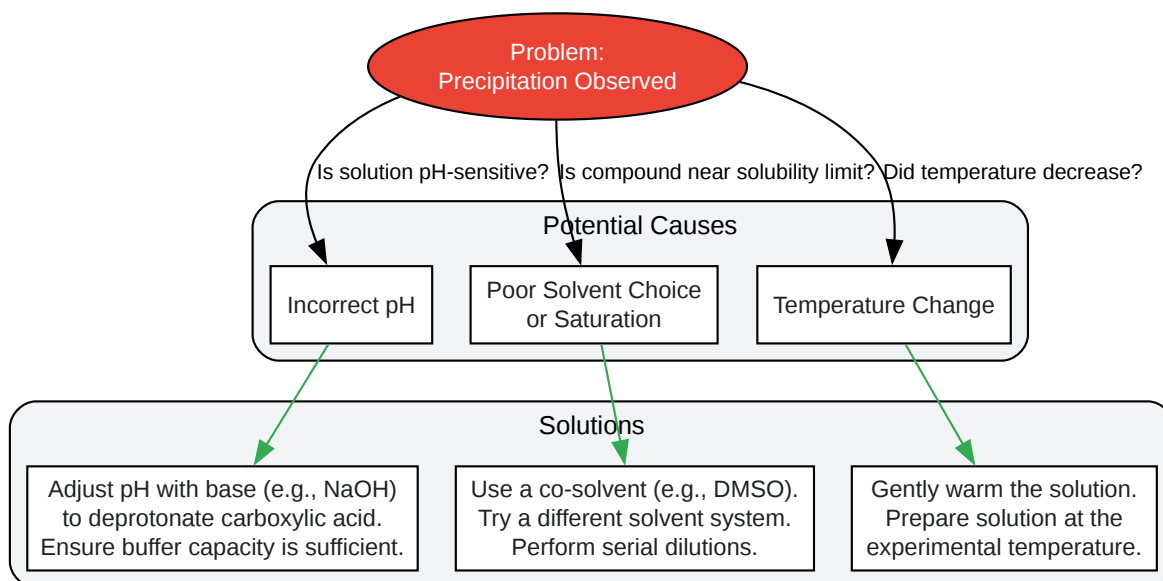 Problem:
Precipitation Observed
Is solution pH-sensitive?
Is compound near solubility limit?
Did temperature decrease?
Potential Causes
Incorrect pH
Poor Solvent Choice
or Saturation
Temperature Change
Solutions
Adjust pH with base (e.g., NaOH)
to deprotonate carboxylic acid.
Ensure buffer capacity is sufficient.
Use a co-solvent (e.g., DMSO).
Try a different solvent system.
Perform serial dilutions.
Gently warm the solution.
Prepare solution at the
experimental temperature.